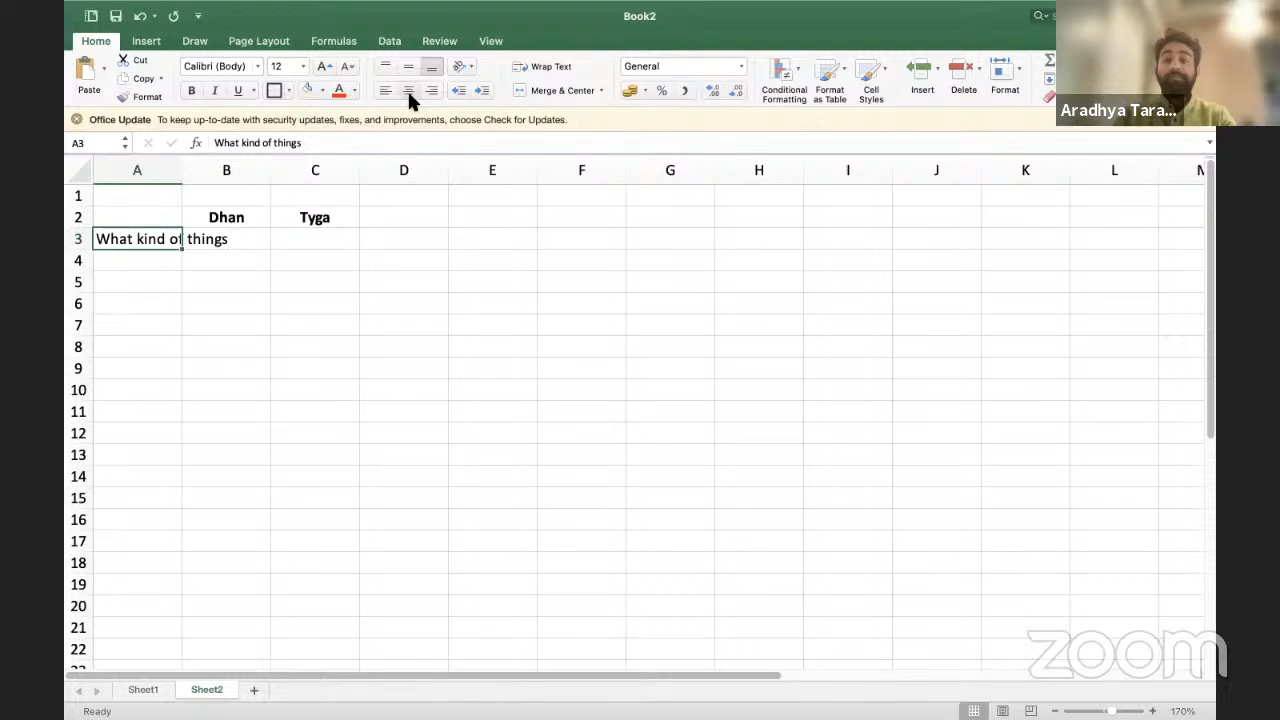 Book2
Home Insert Draw Page Layout Formulas Data Review View
Paste Cut Copy Format
Calibri (Body) 12
B I U
Wrap Text
Merge & Center
General
Conditional Formatting
Format as Table
Cell Styles
Insert Delete Format
Aradhya Tara...
Office Update To keep up-to-date with security updates, fixes, and improvements, choose Check for Updates.
A3 fx What kind of things
A B C D E F G H I J K L
1
2 Dhan Tyga
3 What kind of things
4
5
6
7
8
9
10
11
12
13
14
15
16
17
18
19
20
21
22
zoom
Sheet1 Sheet2 +
Ready 170%